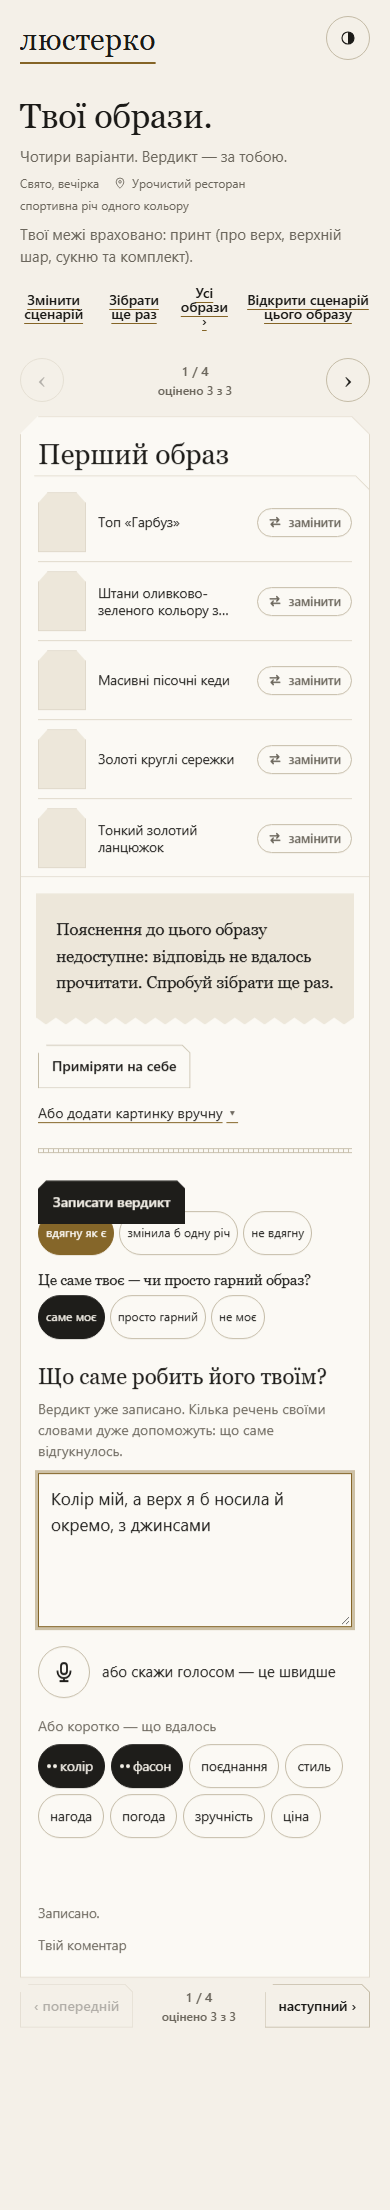 люстерко
Твої образи.
Чотири варіанти. Вердикт — за тобою.
Свято, вечірка Урочистий ресторан
спортивна річ одного кольору
Твої межі враховано: принт (про верх, верхній
шар, сукню та комплект).
Змінити
сценарій
Зібрати
ще раз
Усі
образи
›
Відкрити сценарій
цього образу
‹
1 / 4
оцінено 3 з 3
›
Перший образ
Топ «Гарбуз»
замінити
Штани оливково-
зеленого кольору з...
замінити
Масивні пісочні кеди
замінити
Золоті круглі сережки
замінити
Тонкий золотий
ланцюжок
замінити
Пояснення до цього образу
недоступне: відповідь не вдалось
прочитати. Спробуй зібрати ще раз.
Приміряти на себе
Або додати картинку вручну ▾
Записати вердикт
вдягну як є
змінила б одну річ
не вдягну
Це саме твоє — чи просто гарний образ?
саме моє
просто гарний
не моє
Що саме робить його твоїм?
Вердикт уже записано. Кілька речень своїми
словами дуже допоможуть: що саме
відгукнулось.
Колір мій, а верх я б носила й
окремо, з джинсами
або скажи голосом — це швидше
Або коротко — що вдалось
•• колір
•• фасон
поєднання
стиль
нагода
погода
зручність
ціна
Записано.
Твій коментар
‹ попередній
1 / 4
оцінено 3 з 3
наступний ›